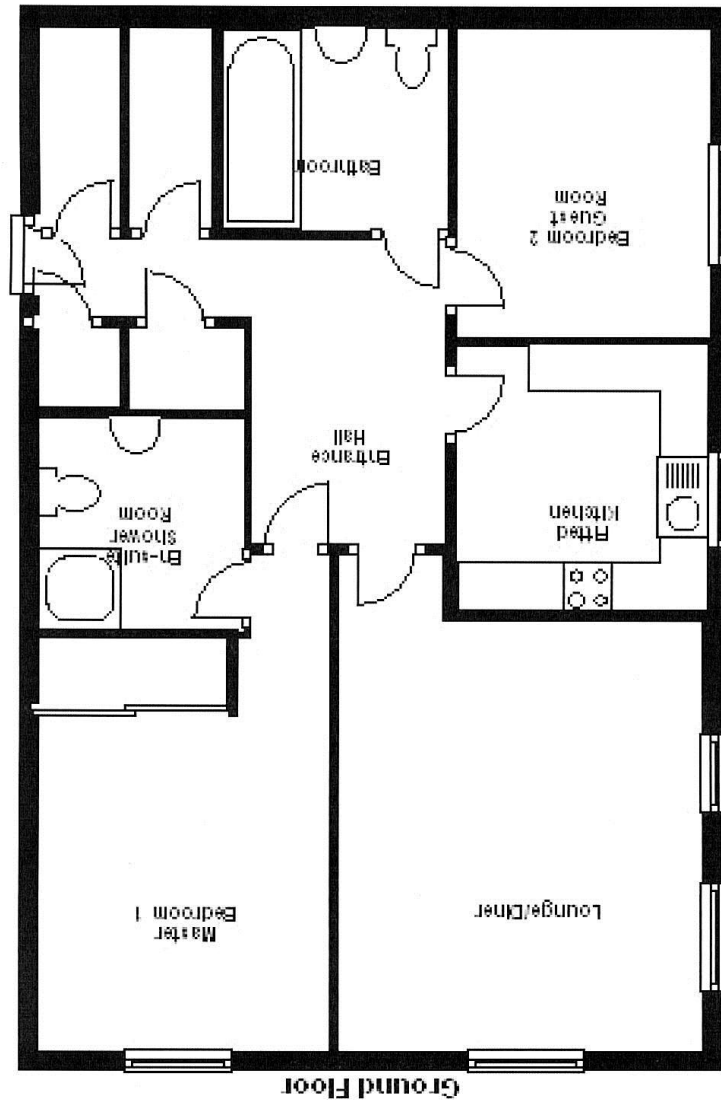 Ground Floor
Master
Bedroom 1
Lounge/Diner
En-suite
Shower
Room
Fitted
Kitchen
Entrance
Hall
Bedroom 2
Guest
Room
Bathroom